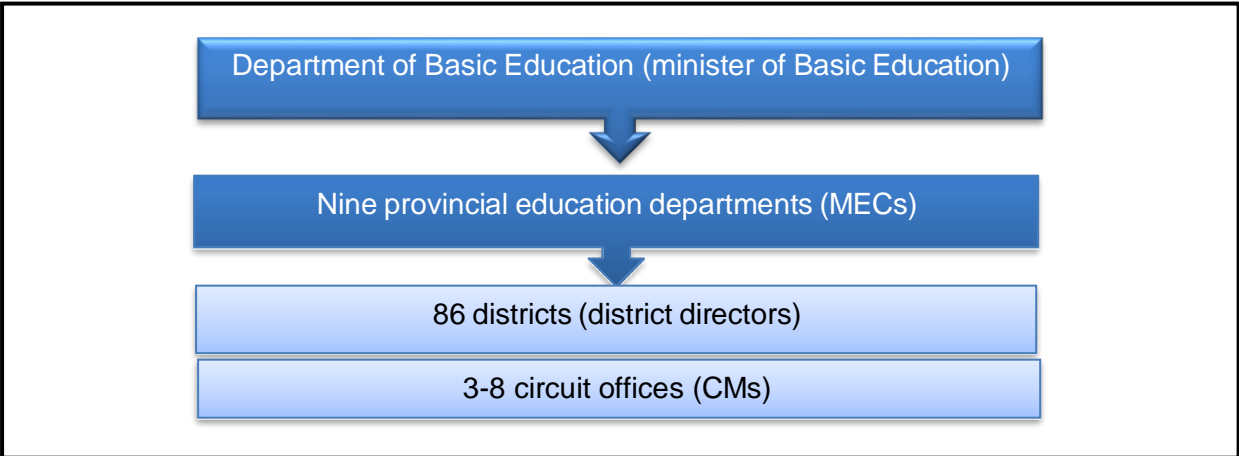 Department of Basic Education (minister of Basic Education)
Nine provincial education departments (MECs)
86 districts (district directors)
3-8 circuit offices (CMs)